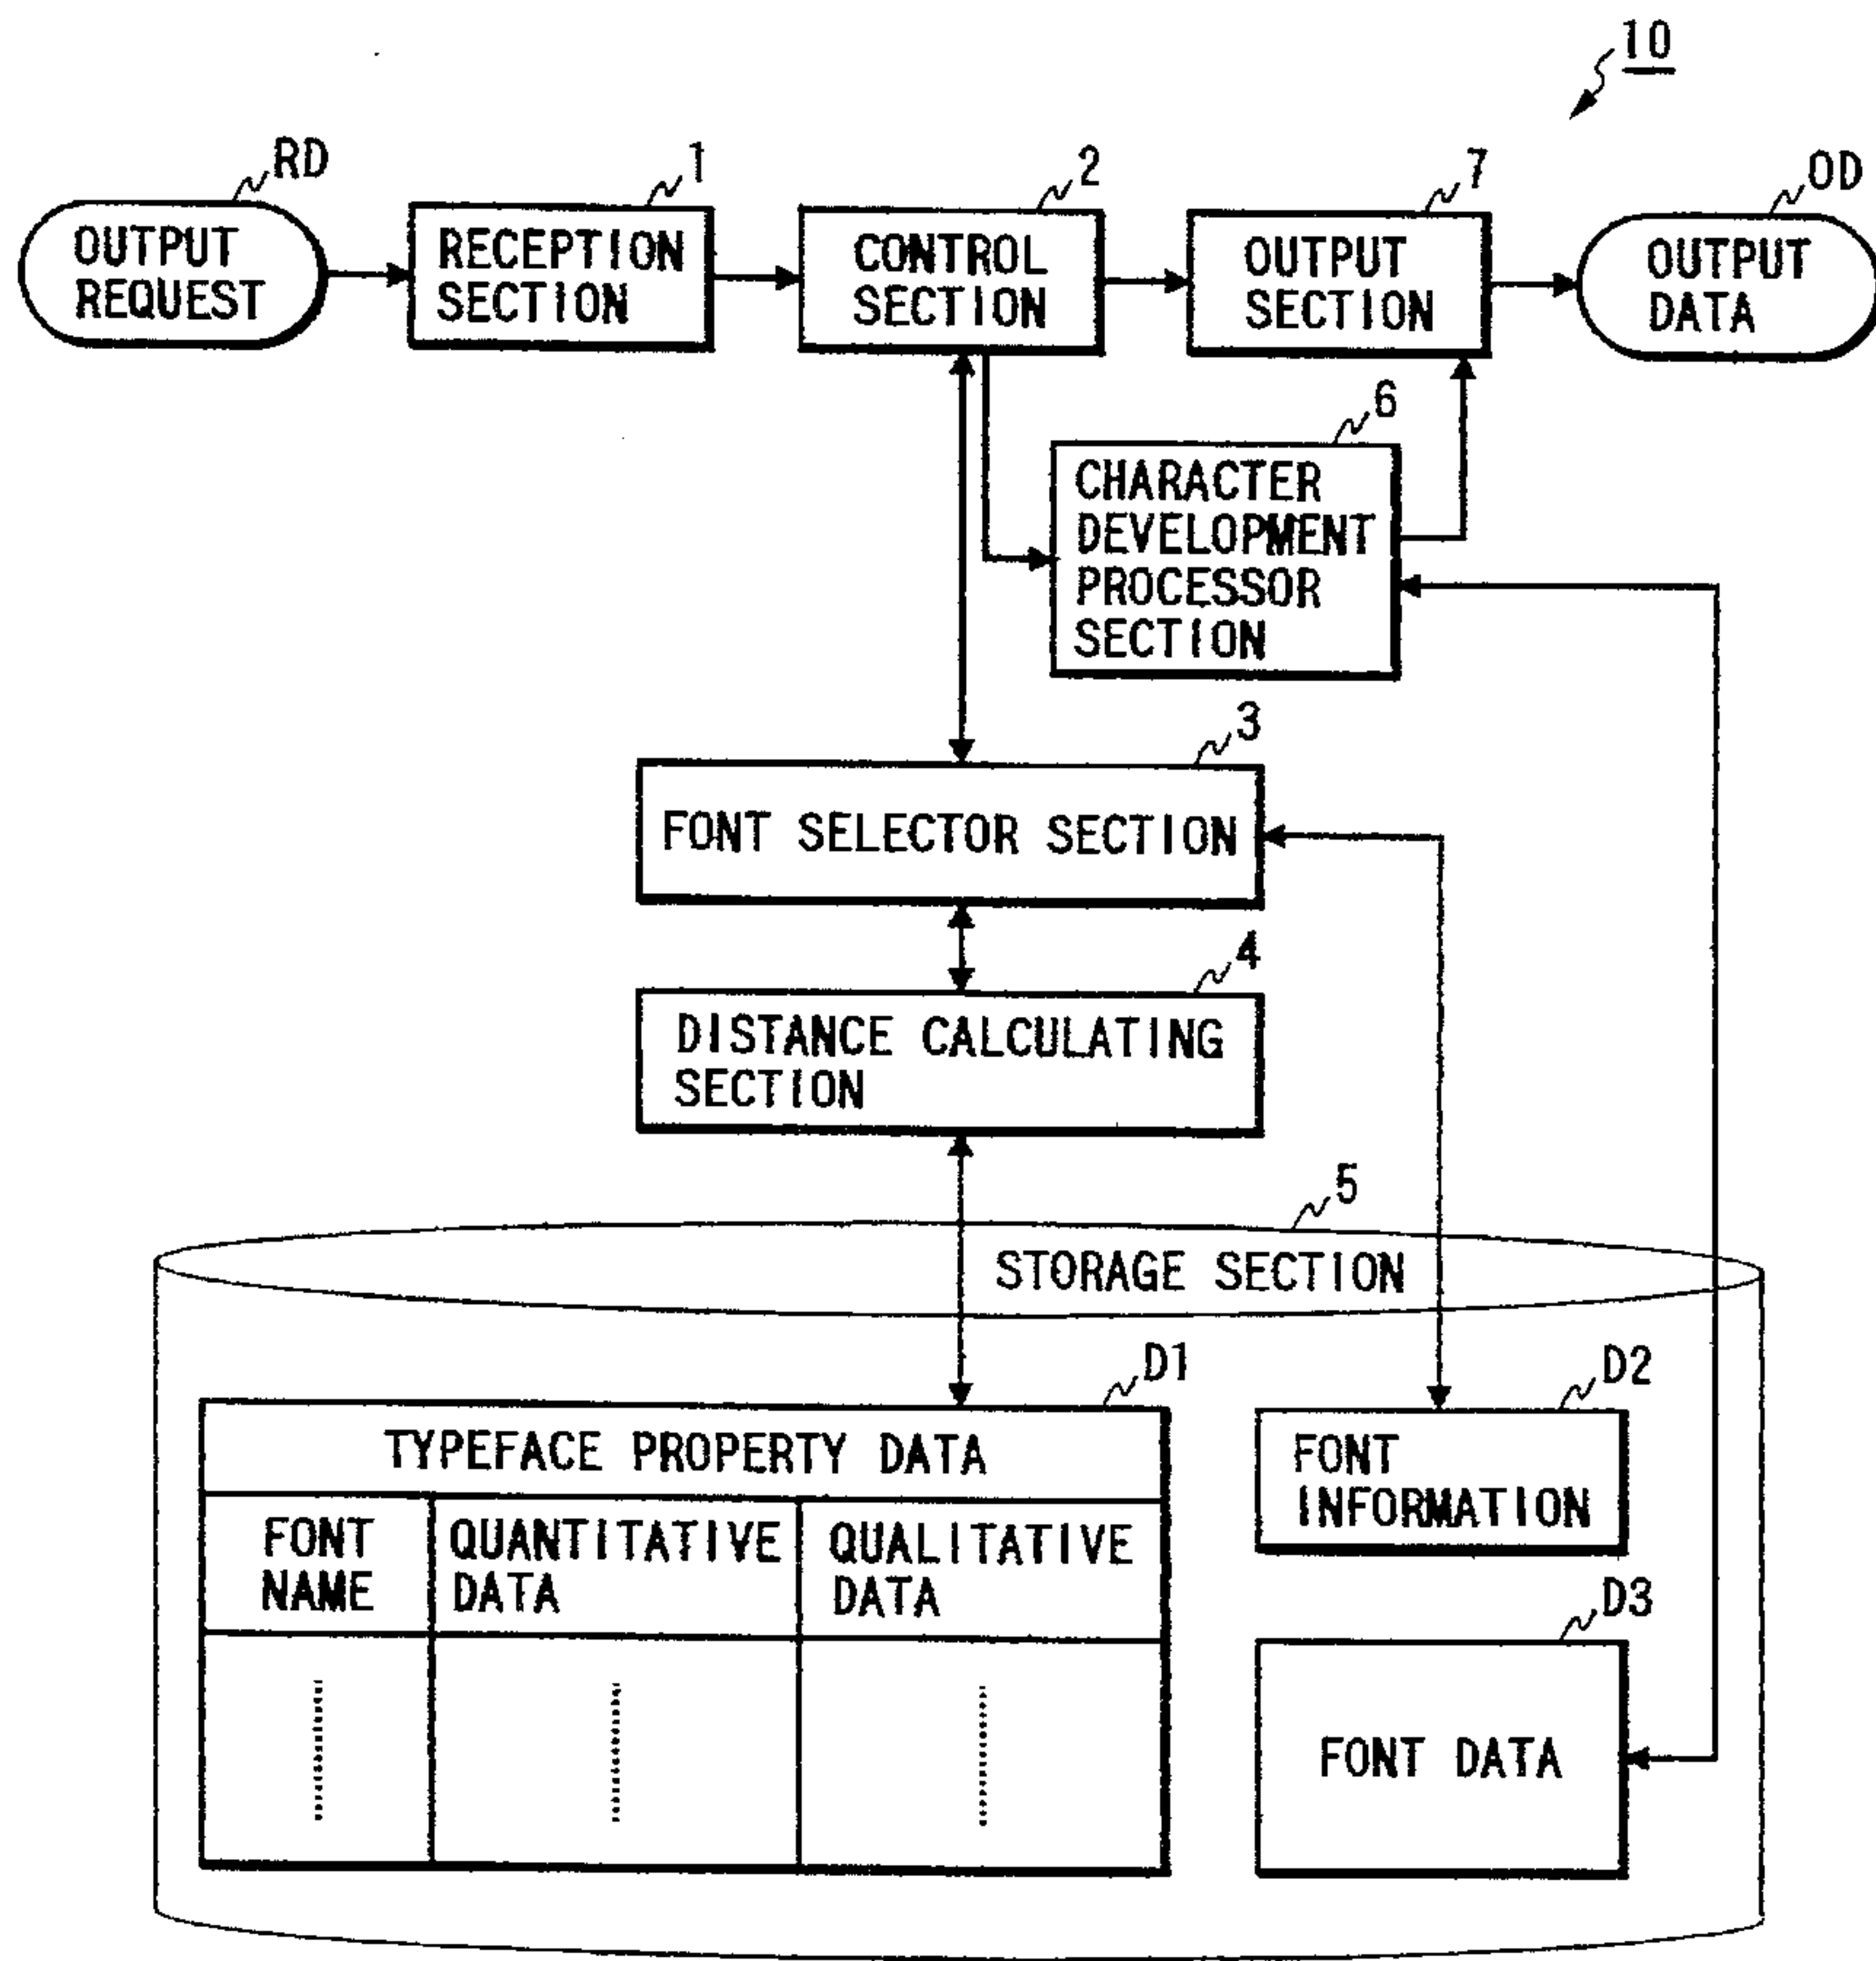 10
RD
1
2
7
OD
OUTPUT
REQUEST
RECEPTION
SECTION
CONTROL
SECTION
OUTPUT
SECTION
OUTPUT
DATA
6
CHARACTER
DEVELOPMENT
PROCESSOR
SECTION
3
FONT SELECTOR SECTION
4
DISTANCE CALCULATING
SECTION
5
STORAGE SECTION
D1
TYPEFACE PROPERTY DATA
FONT
NAME
QUANTITATIVE
DATA
QUALITATIVE
DATA
D2
FONT
INFORMATION
D3
FONT DATA